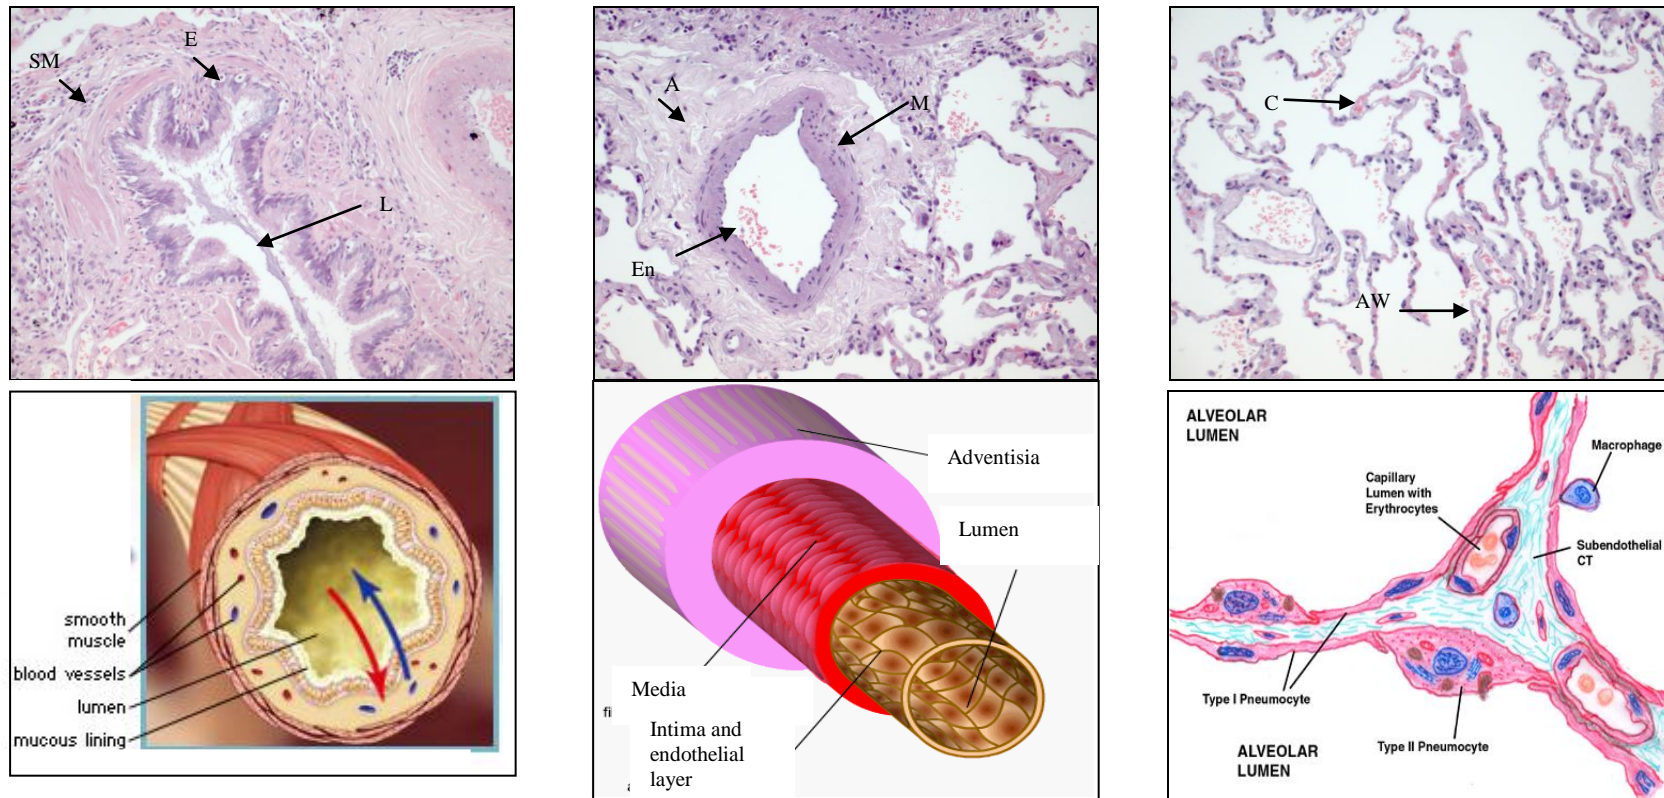 SM
E
L
A
M
En
C
AW
smooth
muscle
blood vessels
lumen
mucous lining
Adventisia
Lumen
Media
fi
Intima and
endothelial
layer
ALVEOLAR
LUMEN
Macrophage
Capillary
Lumen with
Erythrocytes
Subendothelial
CT
Type I Pneumocyte
Type II Pneumocyte
ALVEOLAR
LUMEN